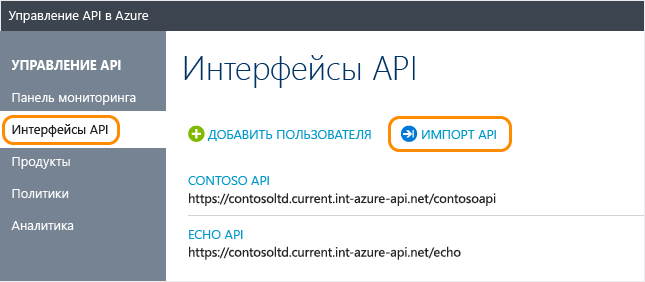 Управление API в Azure
УПРАВЛЕНИЕ API
Панель мониторинга
Интерфейсы API
Продукты
Политики
Аналитика
Интерфейсы API
ДОБАВИТЬ ПОЛЬЗОВАТЕЛЯ
ИМПОРТ API
CONTOSO API
https://contosoltd.current.int-azure-api.net/contosoapi
ECHO API
https://contosoltd.current.int-azure-api.net/echo